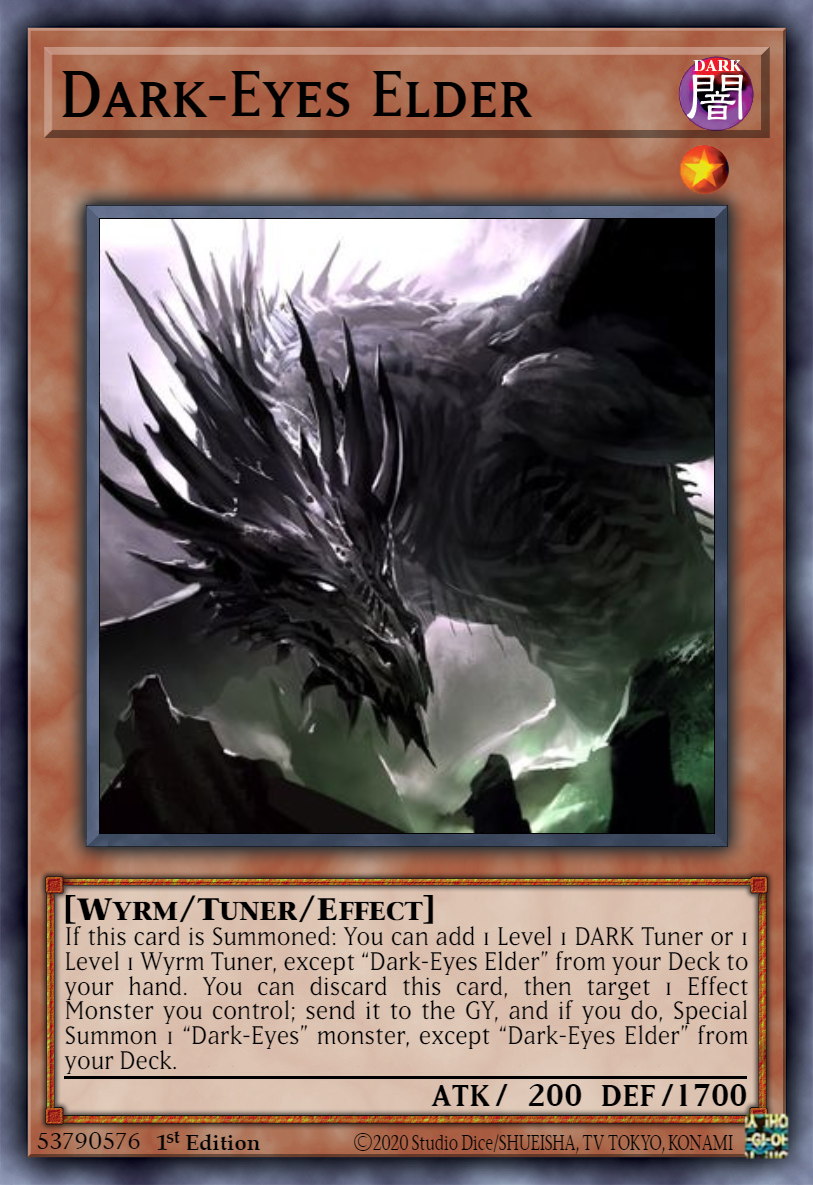 Dark-Eyes Elder
DARK
闇
[Wyrm/Tuner/Effect]
If this card is Summoned: You can add 1 Level 1 DARK Tuner or 1
Level 1 Wyrm Tuner, except “Dark-Eyes Elder” from your Deck to
your hand. You can discard this card, then target 1 Effect
Monster you control; send it to the GY, and if you do, Special
Summon 1 “Dark-Eyes” monster, except “Dark-Eyes Elder” from
your Deck.
ATK/ 200 DEF/1700
53790576 1st Edition ©2020 Studio Dice/SHUEISHA, TV TOKYO, KONAMI